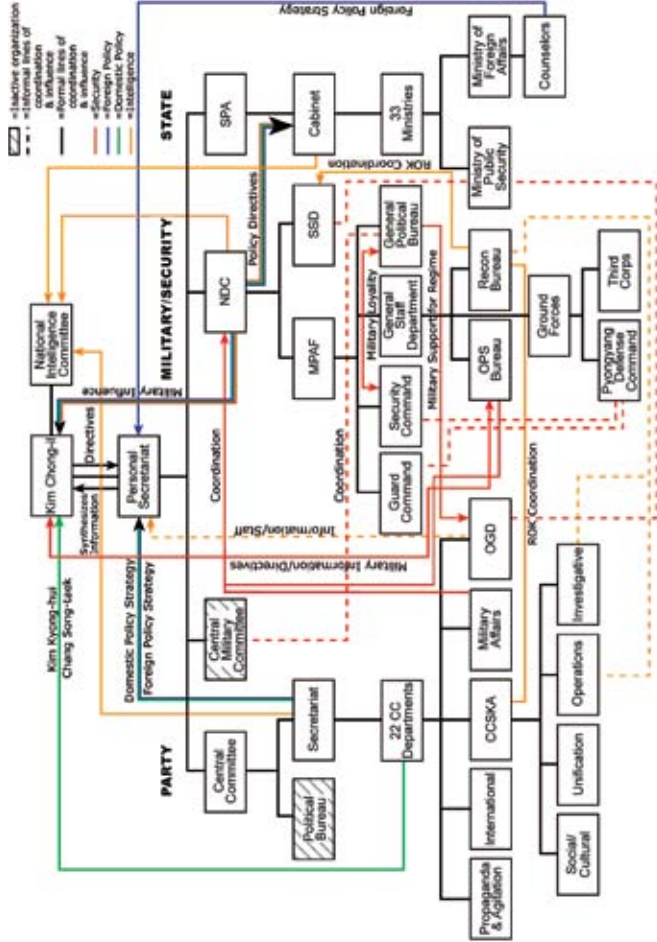 =Inactive organization
=Informal lines of
coordination
& influence
=Formal lines of
coordination
& influence
=Security
=Foreign Policy
=Domestic Policy
=Intelligence
Foreign Policy Strategy
Kim Kyong-hui
Chang Song-taek
Kim Chong-il
National
Intelligence
Committee
Synthesizes
Information
Directives
Personal
Secretariat
Military Influence
Domestic Policy Strategy
Foreign Policy Strategy
Information/Staff
PARTY
MILITARY/SECURITY
STATE
Central
Committee
Central
Military
Committee
NDC
SPA
Policy Directives
Political
Bureau
Secretariat
Military Information/Directives
Coordination
MPAF
SSD
Cabinet
ROK Coordination
22 CC
Departments
Coordination
Military Loyality
Guard Command
Security
Command
General
Staff
Department
General
Political
Bureau
33
Ministries
Military Support for Regime
Propaganda
& Agitation
International
CCSKA
Military
Affairs
OGD
OPS
Bureau
Recon
Bureau
Ministry of
Public
Security
Ministry of
Foreign
Affairs
ROK Coordination
Ground
Forces
Counselors
Social/
Cultural
Unification
Operations
Investigative
Pyongyang
Defense
Command
Third
Corps